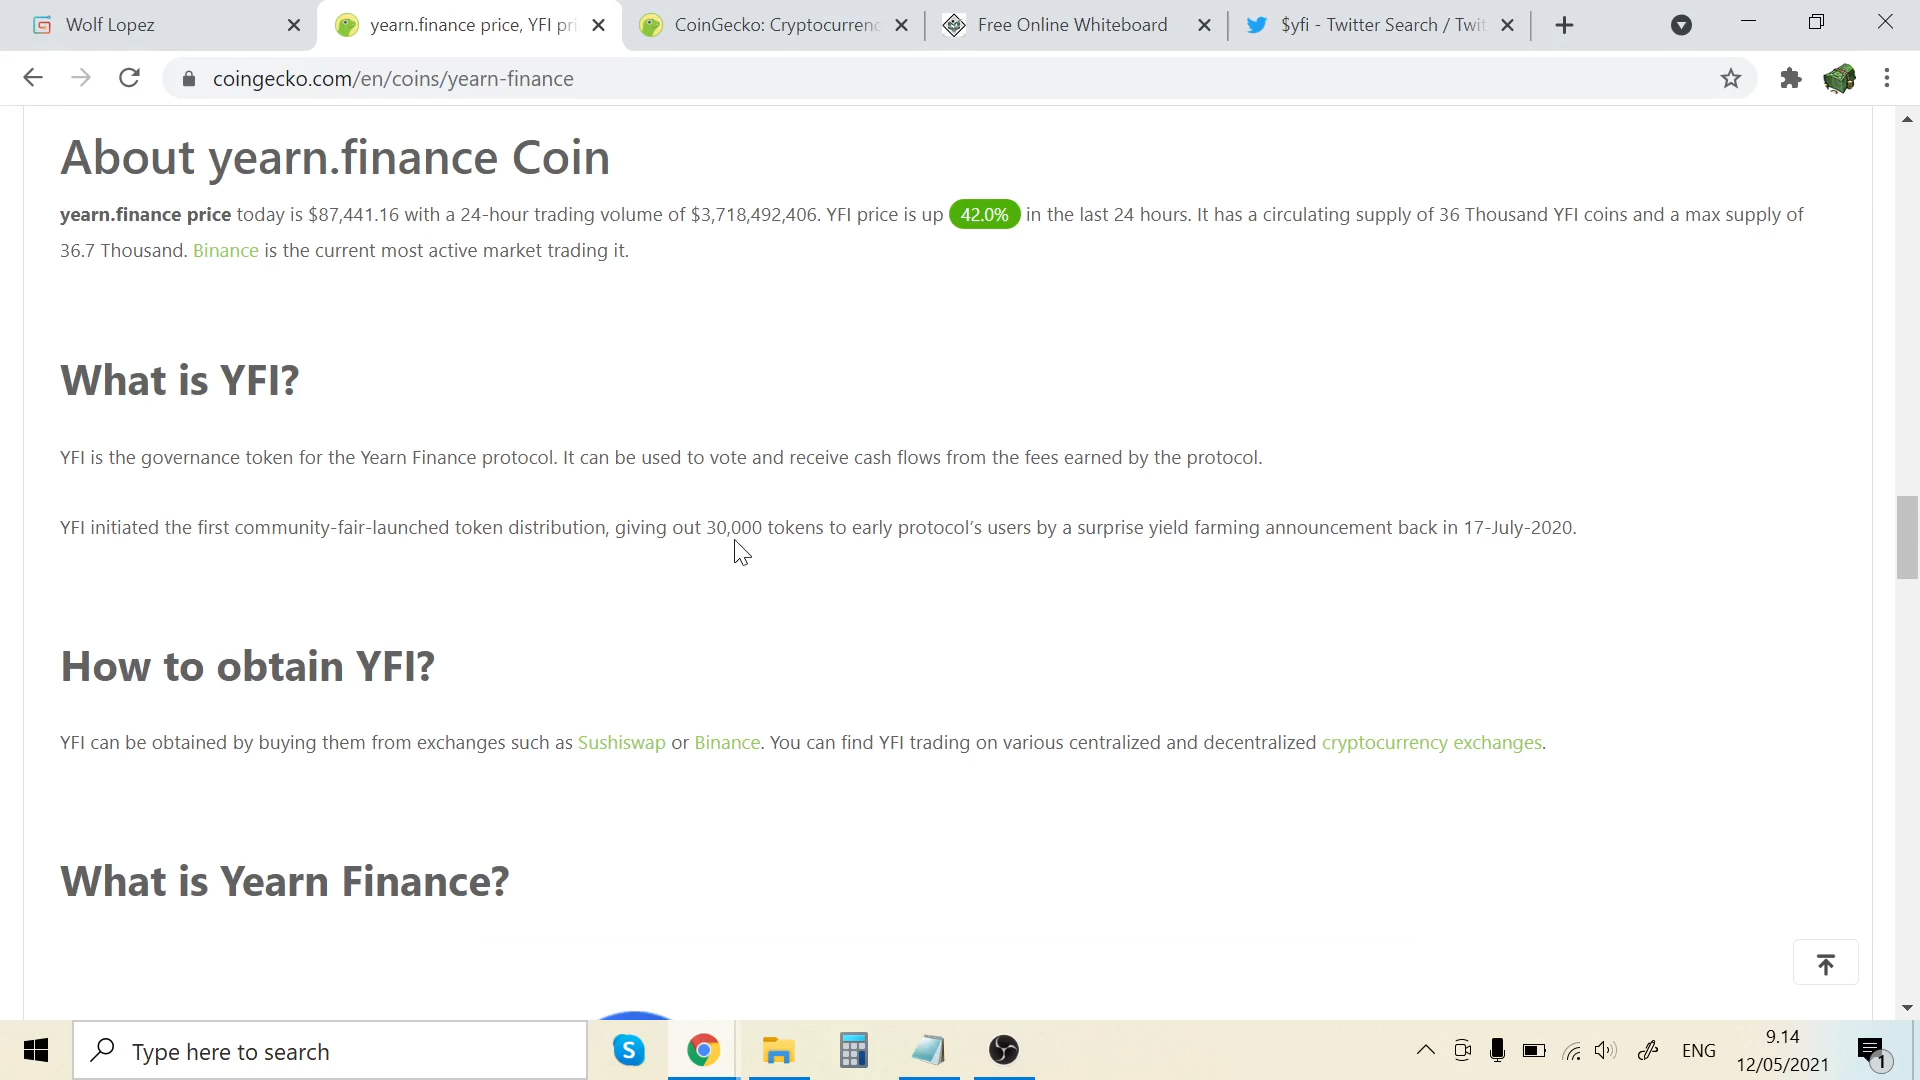 Wolf Lopez
yearn.finance price, YFI pri
CoinGecko: Cryptocurrenc
Free Online Whiteboard
$yfi - Twitter Search / Twit
coingecko.com/en/coins/yearn-finance
About yearn.finance Coin
yearn.finance price today is $87,441.16 with a 24-hour trading volume of $3,718,492,406. YFI price is up 42.0% in the last 24 hours. It has a circulating supply of 36 Thousand YFI coins and a max supply of
36.7 Thousand. Binance is the current most active market trading it.
What is YFI?
YFI is the governance token for the Yearn Finance protocol. It can be used to vote and receive cash flows from the fees earned by the protocol.
YFI initiated the first community-fair-launched token distribution, giving out 30,000 tokens to early protocol's users by a surprise yield farming announcement back in 17-July-2020.
How to obtain YFI?
YFI can be obtained by buying them from exchanges such as Sushiswap or Binance. You can find YFI trading on various centralized and decentralized cryptocurrency exchanges.
What is Yearn Finance?
Type here to search
S
ENG
9.14
12/05/2021
1